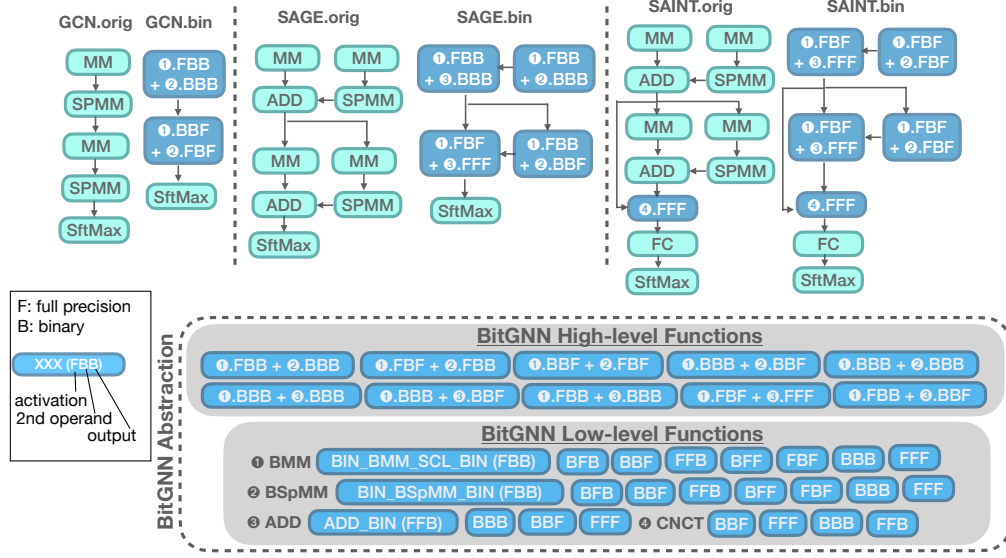 GCN.orig
MM
SPMM
MM
SPMM
SftMax
GCN.bin
❶.FBB
+ ❷.BBB
❶.BBF
+ ❷.FBF
SftMax
SAGE.orig
MM
MM
ADD
SPMM
MM
MM
ADD
SPMM
SftMax
SAGE.bin
❶.FBB
+ ❸.BBB
❶.FBB
+ ❷.BBB
❶.FBF
+ ❸.FFF
❶.FBB
+ ❷.BBF
SftMax
SAINT.orig
MM
MM
ADD
SPMM
MM
MM
ADD
SPMM
❹.FFF
FC
SftMax
SAINT.bin
❶.FBF
+ ❸.FFF
❶.FBF
+ ❷.FBF
❶.FBF
+ ❸.FFF
❶.FBF
+ ❷.FBF
❹.FFF
FC
SftMax
F: full precision
B: binary
XXX (FBB)
activation
2nd operand
output
BitGNN Abstraction
BitGNN High-level Functions
❶.FBB + ❷.BBB
❶.FBF + ❷.FBB
❶.BBF + ❷.FBF
❶.BBB + ❷.BBF
❶.BBB + ❷.BBB
❶.BBB + ❸.BBB
❶.BBB + ❸.BBF
❶.FBB + ❸.BBB
❶.FBF + ❸.FFF
❶.FBB + ❸.BBF
BitGNN Low-level Functions
❶ BMM BIN_BMM_SCL_BIN (FBB) BFB BBF FFB BFF FBF BBB FFF
❷ BSpMM BIN_BSpMM_BIN (FBB) BFB BBF FFB BFF FBF BBB FFF
❸ ADD ADD_BIN (FFB) BBB BBF FFF ❹ CNCT BBF FFF BBB FFB